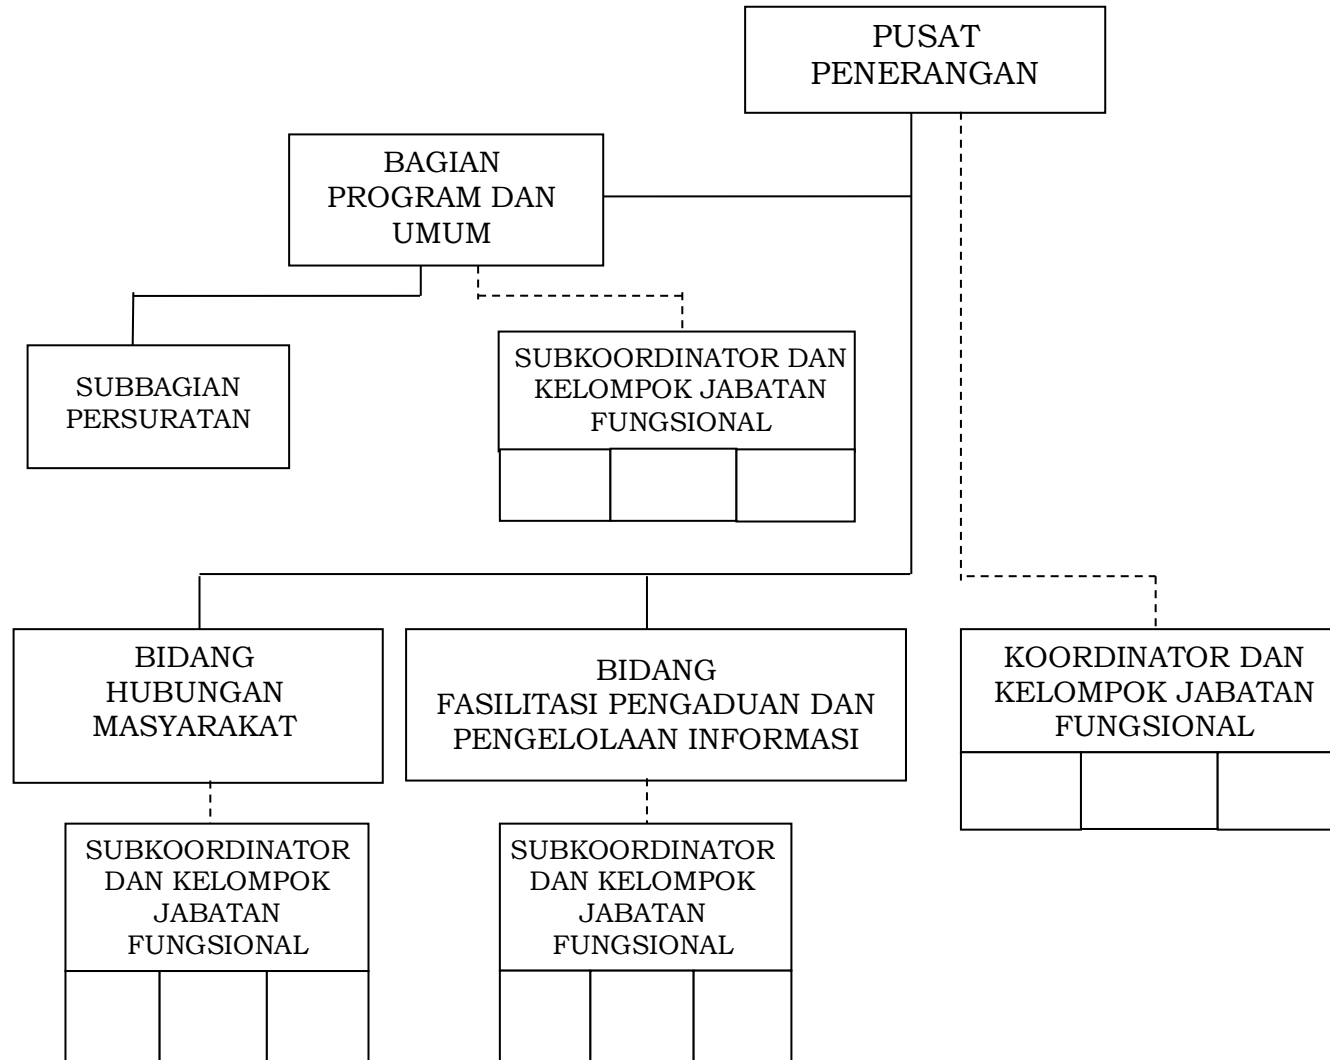 PUSAT
PENERANGAN
BAGIAN
PROGRAM DAN
UMUM
SUBBAGIAN
PERSURATAN
SUBKOORDINATOR DAN
KELOMPOK JABATAN
FUNGSIONAL
BIDANG
HUBUNGAN
MASYARAKAT
BIDANG
FASILITASI PENGADUAN DAN
PENGELOLAAN INFORMASI
KOORDINATOR DAN
KELOMPOK JABATAN
FUNGSIONAL
SUBKOORDINATOR
DAN KELOMPOK
JABATAN
FUNGSIONAL
SUBKOORDINATOR
DAN KELOMPOK
JABATAN
FUNGSIONAL